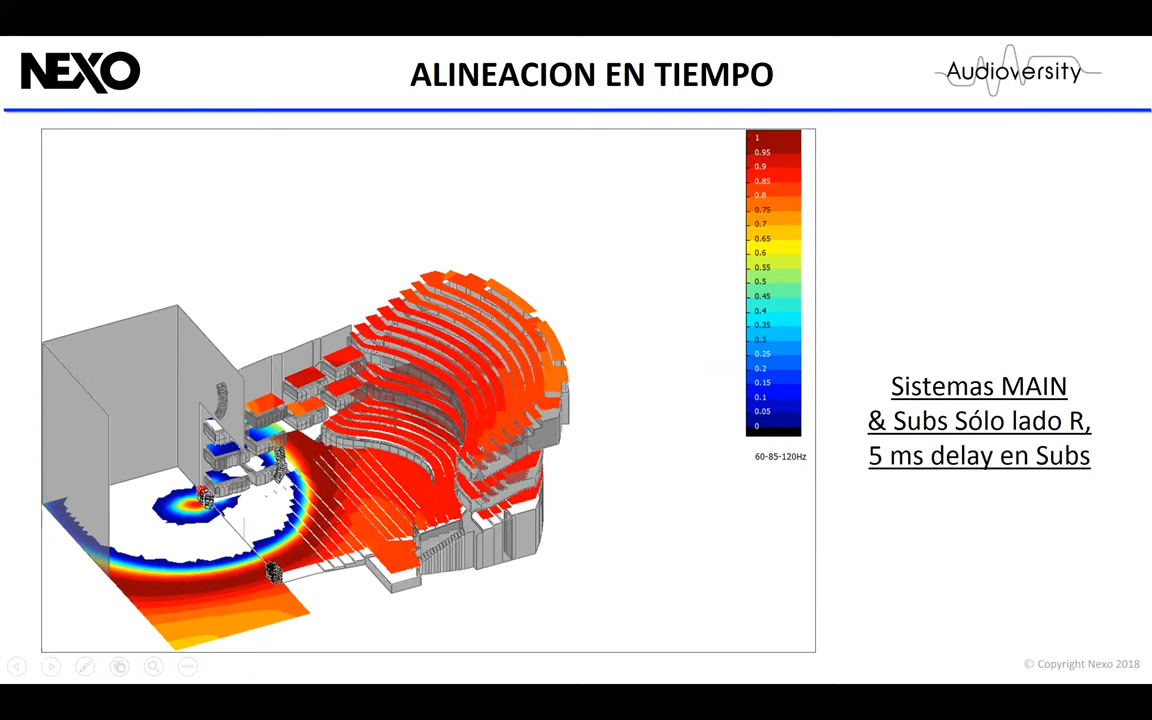 NEXO
ALINEACION EN TIEMPO
Audioversity
1
0.95
0.9
0.85
0.8
0.75
0.7
0.65
0.6
0.55
0.5
0.45
0.4
0.35
0.3
0.25
0.2
0.15
0.1
0.05
0
60-85-120Hz
Sistemas MAIN
& Subs Sólo lado R,
5 ms delay en Subs
© Copyright Nexo 2018